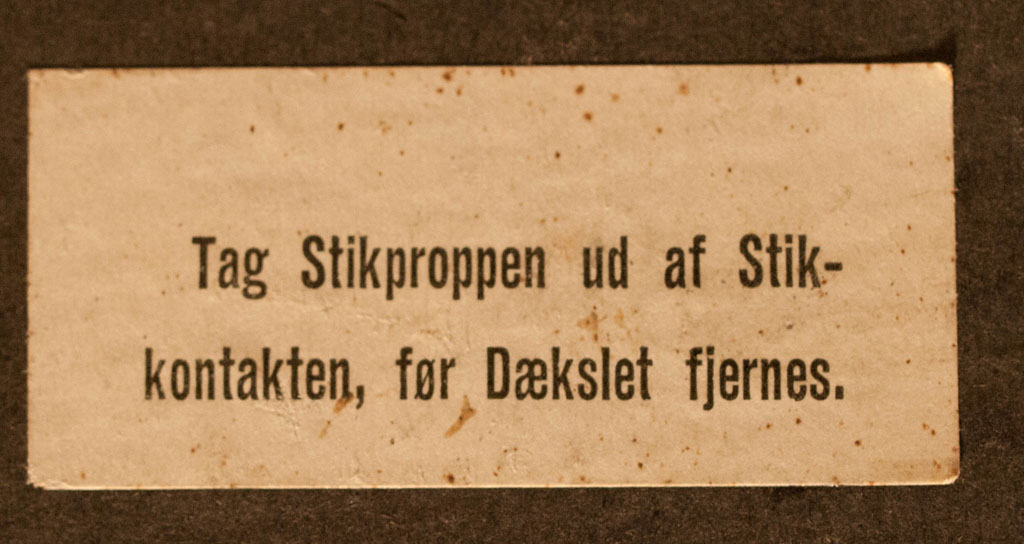 Tag Stikproppen ud af Stik-
kontakten, før Dækslet fjernes.